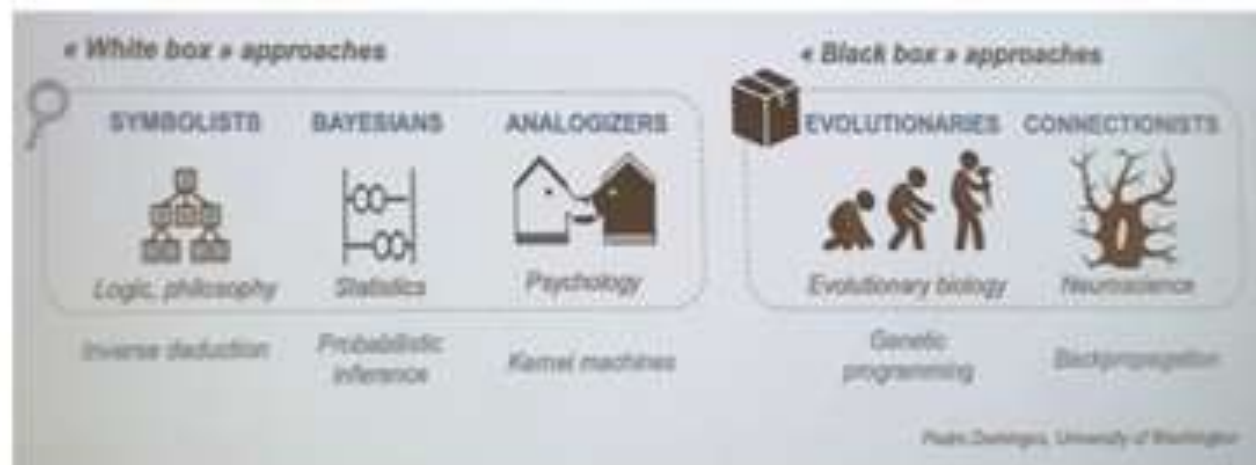 « White box » approaches
« Black box » approaches
SYMBOLISTS BAYESIANS ANALOGIZERS
EVOLUTIONARIES CONNECTIONISTS
Logic, philosophy Statistics Psychology
Evolutionary biology Neuroscience
Inverse deduction Probabilistic
inference Kernel machines
Genetic
programming Backpropagation
Pedro Domingos, University of Washington